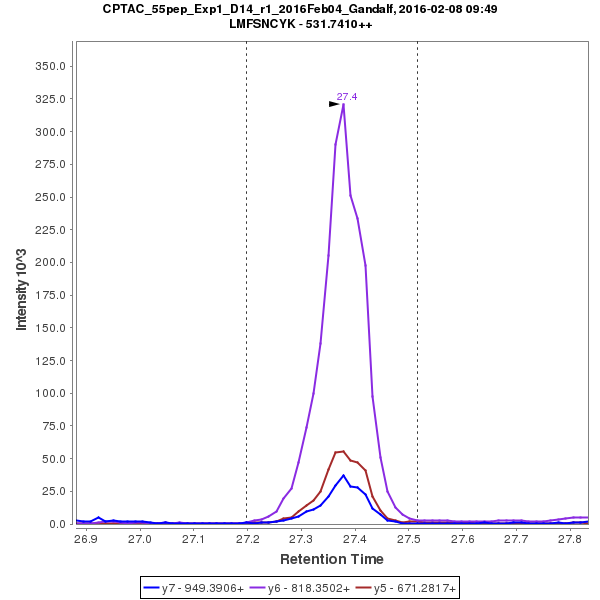 CPTAC_55pep_Exp1_D14_r1_2016Feb04_Gandalf, 2016-02-08 09:49
LMFSNCYK - 531.7410++
27.4
350.0
325.0
300.0
275.0
250.0
225.0
200.0
175.0
150.0
125.0
100.0
75.0
50.0
25.0
0.0
Intensity 10^3
26.9 27.0 27.1 27.2 27.3 27.4 27.5 27.6 27.7 27.8
Retention Time
y7 - 949.3906+ y6 - 818.3502+ y5 - 671.2817+